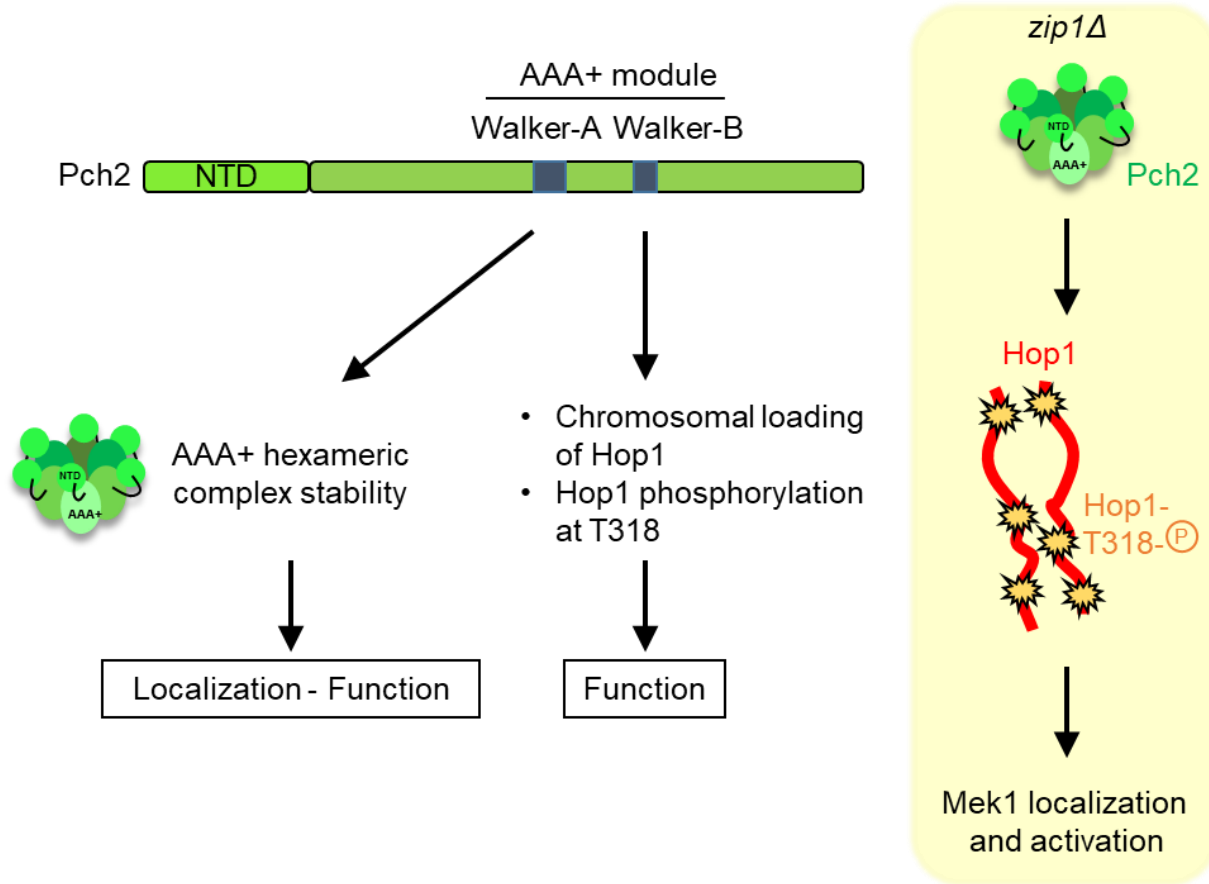 AAA+ module
Walker-A Walker-B
Pch2
NTD
NTD
AAA+
AAA+ hexameric
complex stability
• Chromosomal loading
of Hop1
• Hop1 phosphorylation
at T318
Localization - Function
Function
zip1Δ
NTD
AAA+
Pch2
Hop1
Hop1-
T318-Ⓟ
Mek1 localization
and activation